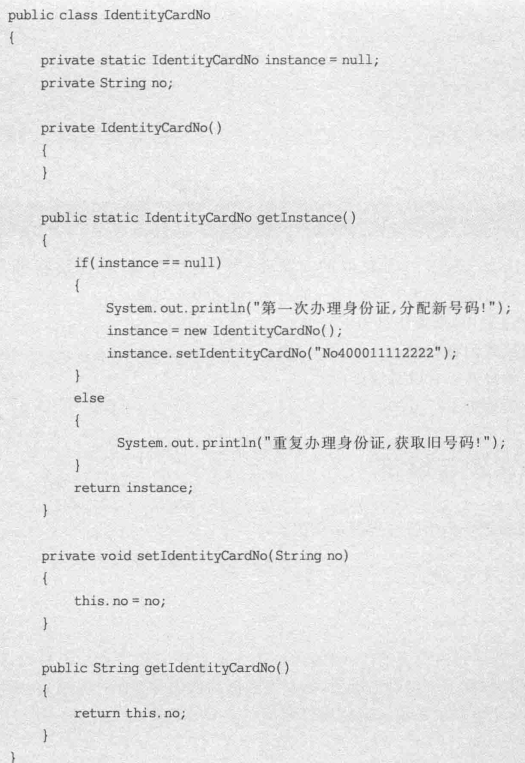 public class IdentityCardNo
{
    private static IdentityCardNo instance = null;
    private String no;

    private IdentityCardNo()
    {
    }

    public static IdentityCardNo getInstance()
    {
        if(instance == null)
        {
            System.out.println("第一次办理身份证,分配新号码!");
            instance = new IdentityCardNo();
            instance.setIdentityCardNo("No400011112222");
        }
        else
        {
            System.out.println("重复办理身份证,获取旧号码!");
        }
        return instance;
    }

    private void setIdentityCardNo(String no)
    {
        this.no = no;
    }

    public String getIdentityCardNo()
    {
        return this.no;
    }
}